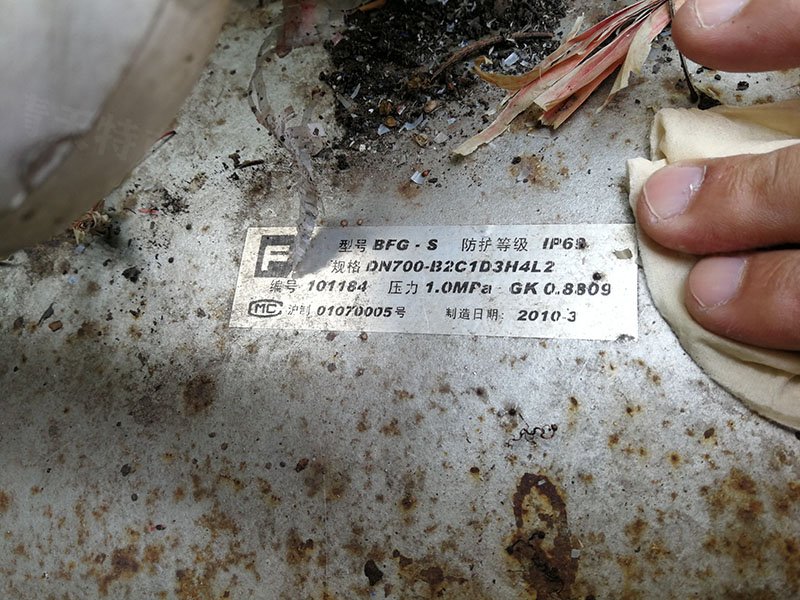 E
型号 BFG - S 防护等级 IP68
规格 DN700-B2C1D3H4L2
编号 101184 压力 1.0MPa GK 0.8809
MC 沪制 01070005号 制造日期: 2010-3